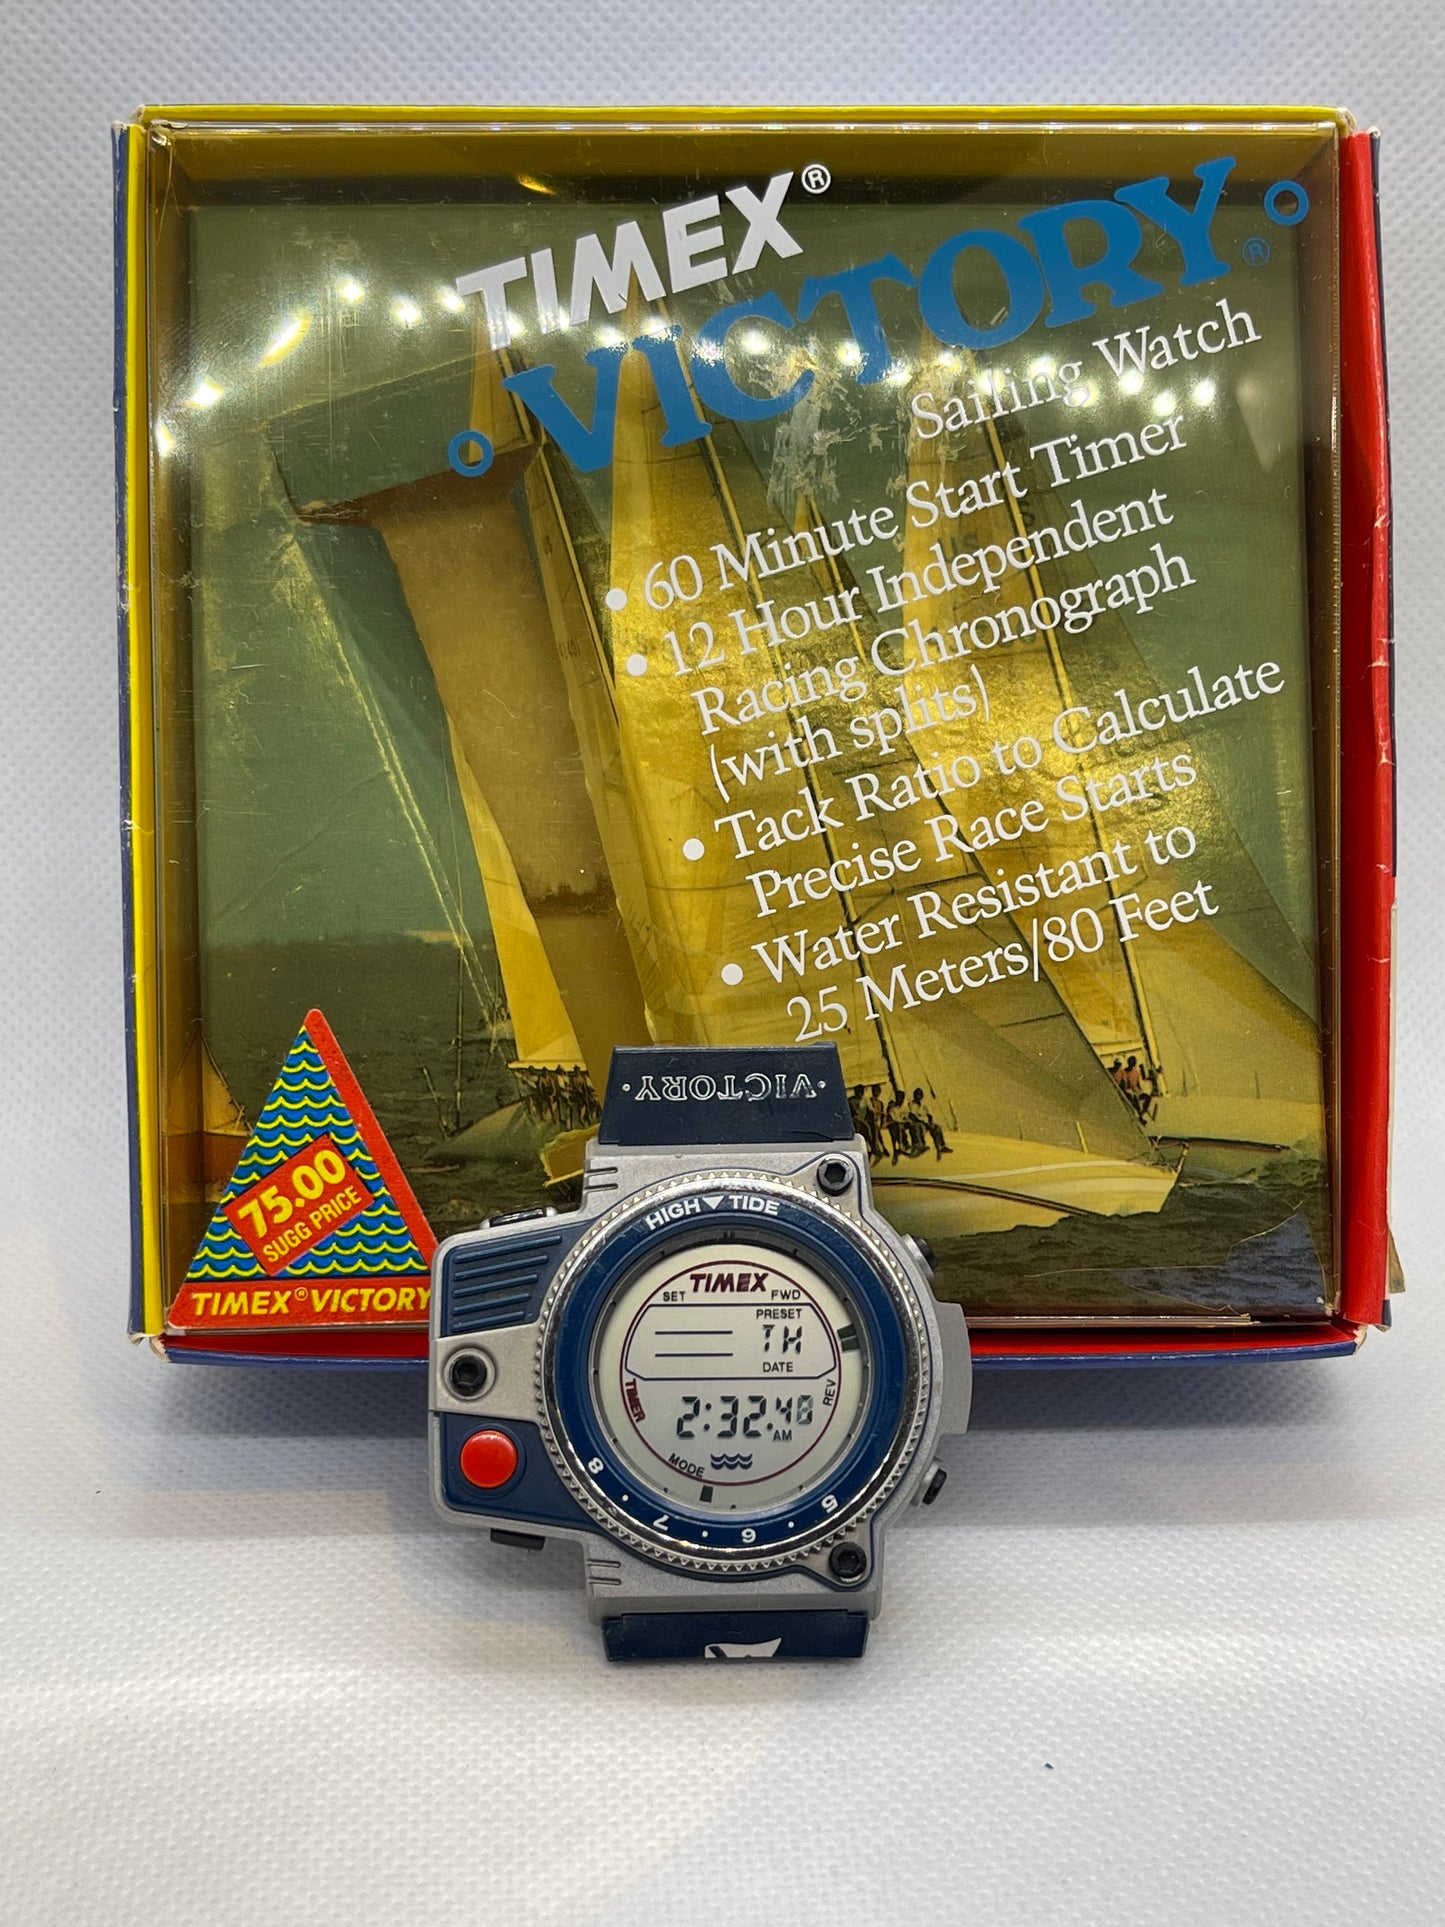 TIMEX®
VICTORY®
Sailing Watch
• 60 Minute Start Timer
• 12 Hour Independent
Racing Chronograph
(with splits)
• Tack Ratio to Calculate
Precise Race Starts
• Water Resistant to
25 Meters/80 Feet
US
75.00
SUGG PRICE
TIMEX® VICTORY
·VICTORY·
HIGH ▼ TIDE
TIMEX
SET FWD
PRESET
TH
DATE
TIMER
REV
2:32.48
AM
MODE
8 · 7 · 6 · 5